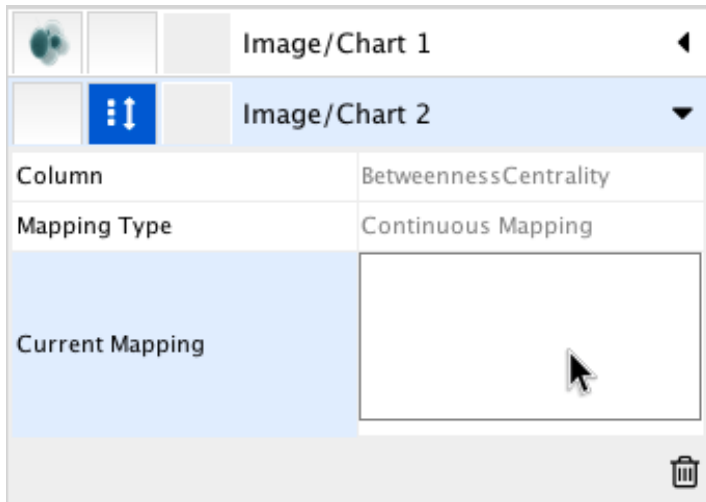 Image/Chart 1
Image/Chart 2
Column BetweennessCentrality
Mapping Type Continuous Mapping
Current Mapping